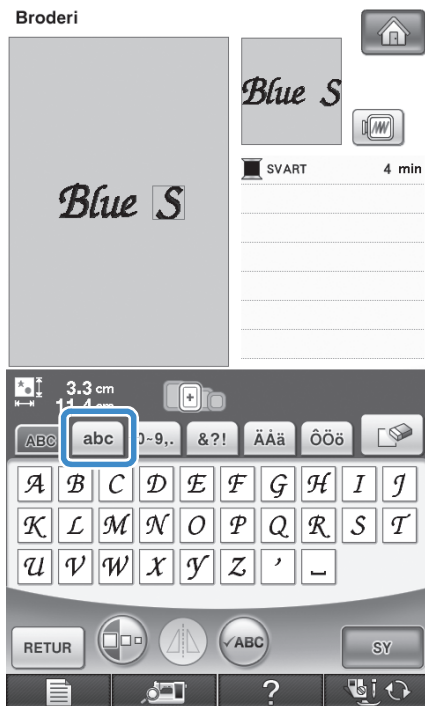 Broderi
Blue S
Blue S
SVART 4 min
3.3 cm
11.4 cm
ABC abc 0~9,. &?! ÄÅä ÔÖö
A B C D E F G H I J
K L M N O P Q R S T
U V W X Y Z ’ ⎵
RETUR ✓ABC SY
? i